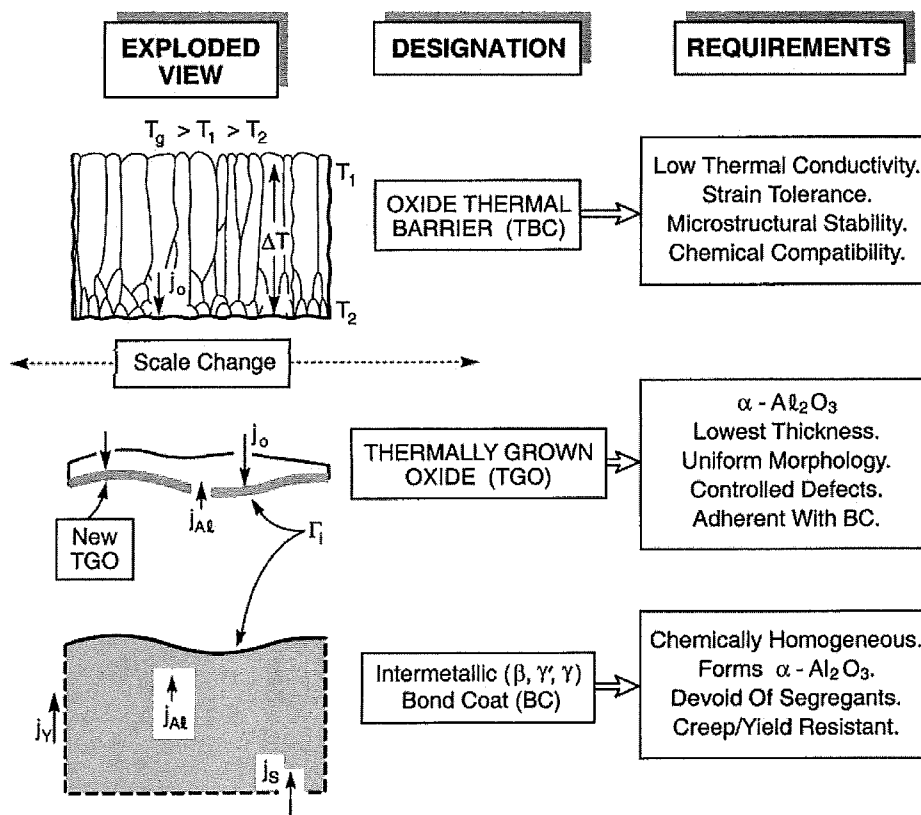 EXPLODED
VIEW
DESIGNATION
REQUIREMENTS
T_g > T_1 > T_2
T_1
ΔT
j_o
T_2
OXIDE THERMAL
BARRIER (TBC)
Low Thermal Conductivity.
Strain Tolerance.
Microstructural Stability.
Chemical Compatibility.
Scale Change
j_o
j_Aℓ
New
TGO
Γ_i
THERMALLY GROWN
OXIDE (TGO)
α - Aℓ₂O₃
Lowest Thickness.
Uniform Morphology.
Controlled Defects.
Adherent With BC.
j_Y
j_Aℓ
j_S
Intermetallic (β, γ′, γ)
Bond Coat (BC)
Chemically Homogeneous.
Forms α - Al₂O₃.
Devoid Of Segregants.
Creep/Yield Resistant.